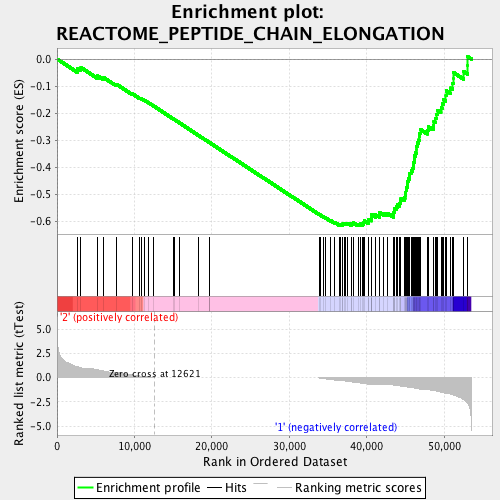 Enrichment plot:
REACTOME_PEPTIDE_CHAIN_ELONGATION
Enrichment score (ES)
0.0
-0.1
-0.2
-0.3
-0.4
-0.5
-0.6
'2' (positively correlated)
Zero cross at 12621
'1' (negatively correlated)
Ranked list metric (tTest)
5.0
2.5
0.0
-2.5
-5.0
0 10,000 20,000 30,000 40,000 50,000
Rank in Ordered Dataset
Enrichment profile Hits Ranking metric scores